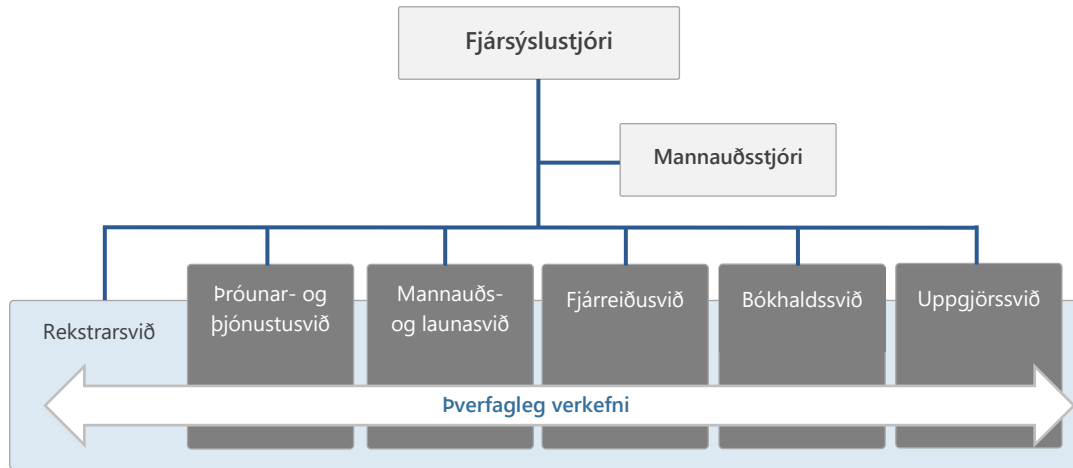 Fjársýslustjóri
Mannauðsstjóri
Rekstrarsvið
Þróunar- og
þjónustusvið
Mannauðs-
og launasvið
Fjárreiðusvið
Bókhaldssvið
Uppgjörssvið
Þverfagleg verkefni